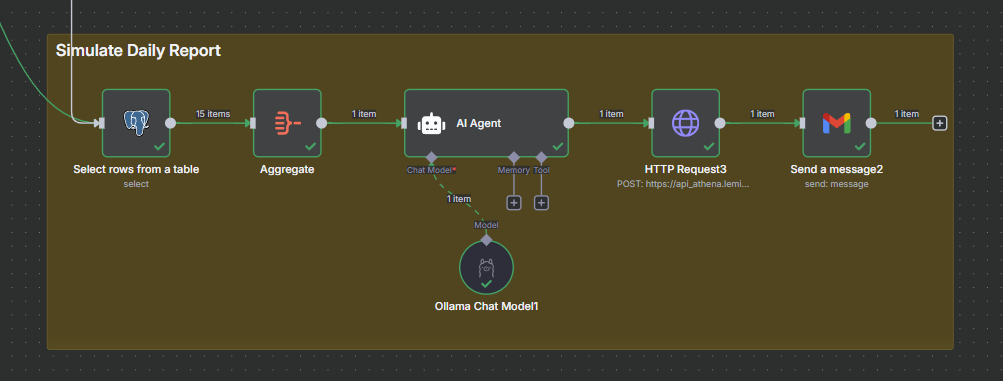 Simulate Daily Report
15 items
1 item
AI Agent
1 item
1 item
1 item
Select rows from a table
select
Aggregate
Chat Model*
Memory
Tool
HTTP Request3
POST: https://api_athena.lemi...
Send a message2
send: message
1 item
Model
Ollama Chat Model1